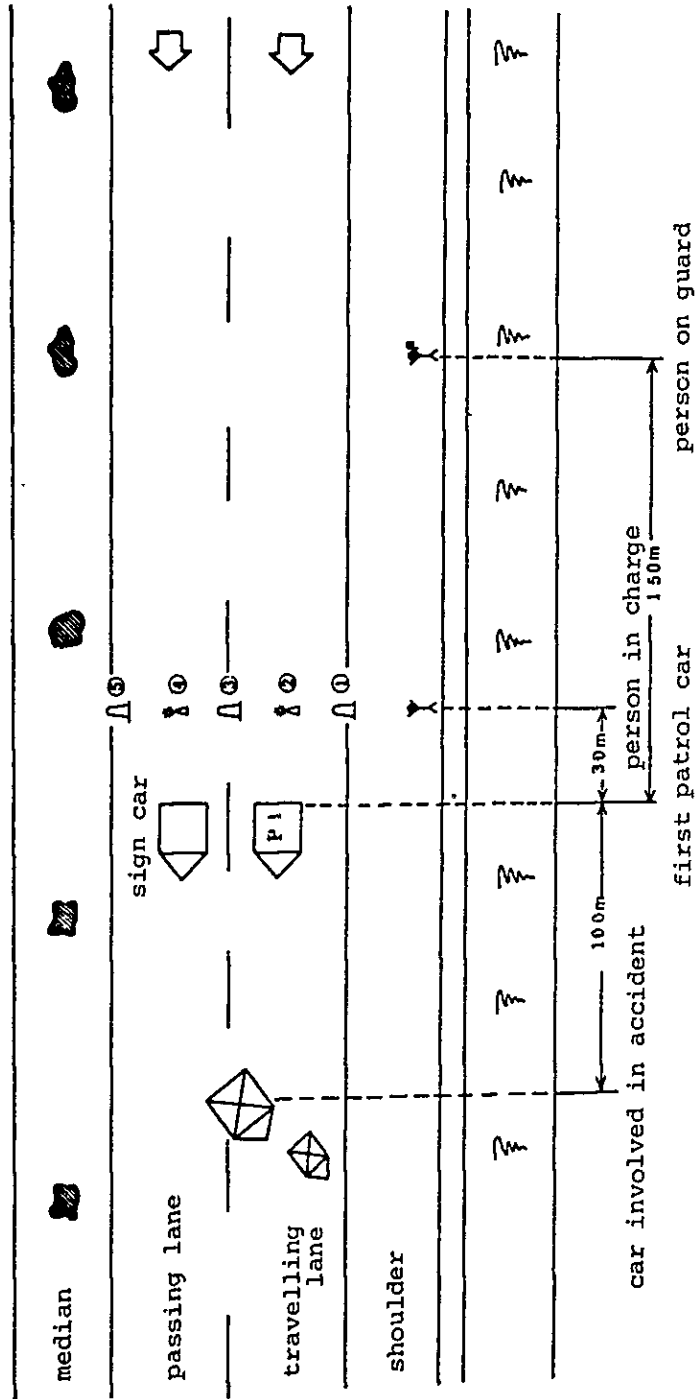 median
passing lane
travelling
lane
shoulder
sign car
P1
⑤
④
③
②
①
100m
30m
150m
car involved in accident
first patrol car
person in charge
person on guard